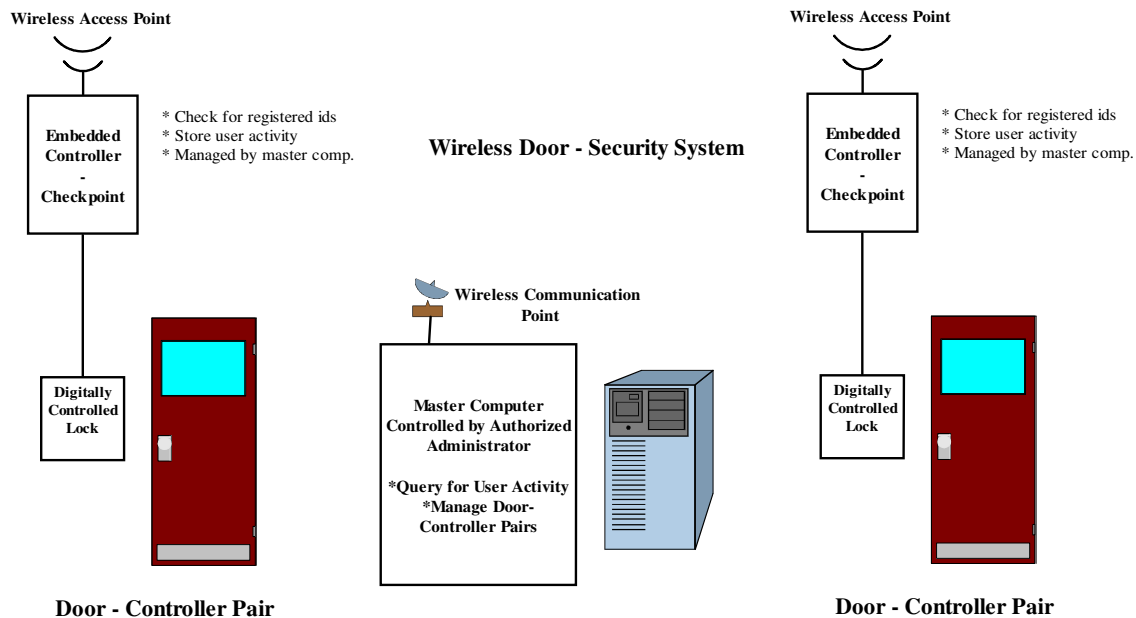 Wireless Access Point
Embedded
Controller
-
Checkpoint
* Check for registered ids
* Store user activity
* Managed by master comp.
Digitally
Controlled
Lock
Door - Controller Pair
Wireless Door - Security System
Wireless Communication
Point
Master Computer
Controlled by Authorized
Administrator
*Query for User Activity
*Manage Door-
Controller Pairs
Wireless Access Point
Embedded
Controller
-
Checkpoint
* Check for registered ids
* Store user activity
* Managed by master comp.
Digitally
Controlled
Lock
Door - Controller Pair